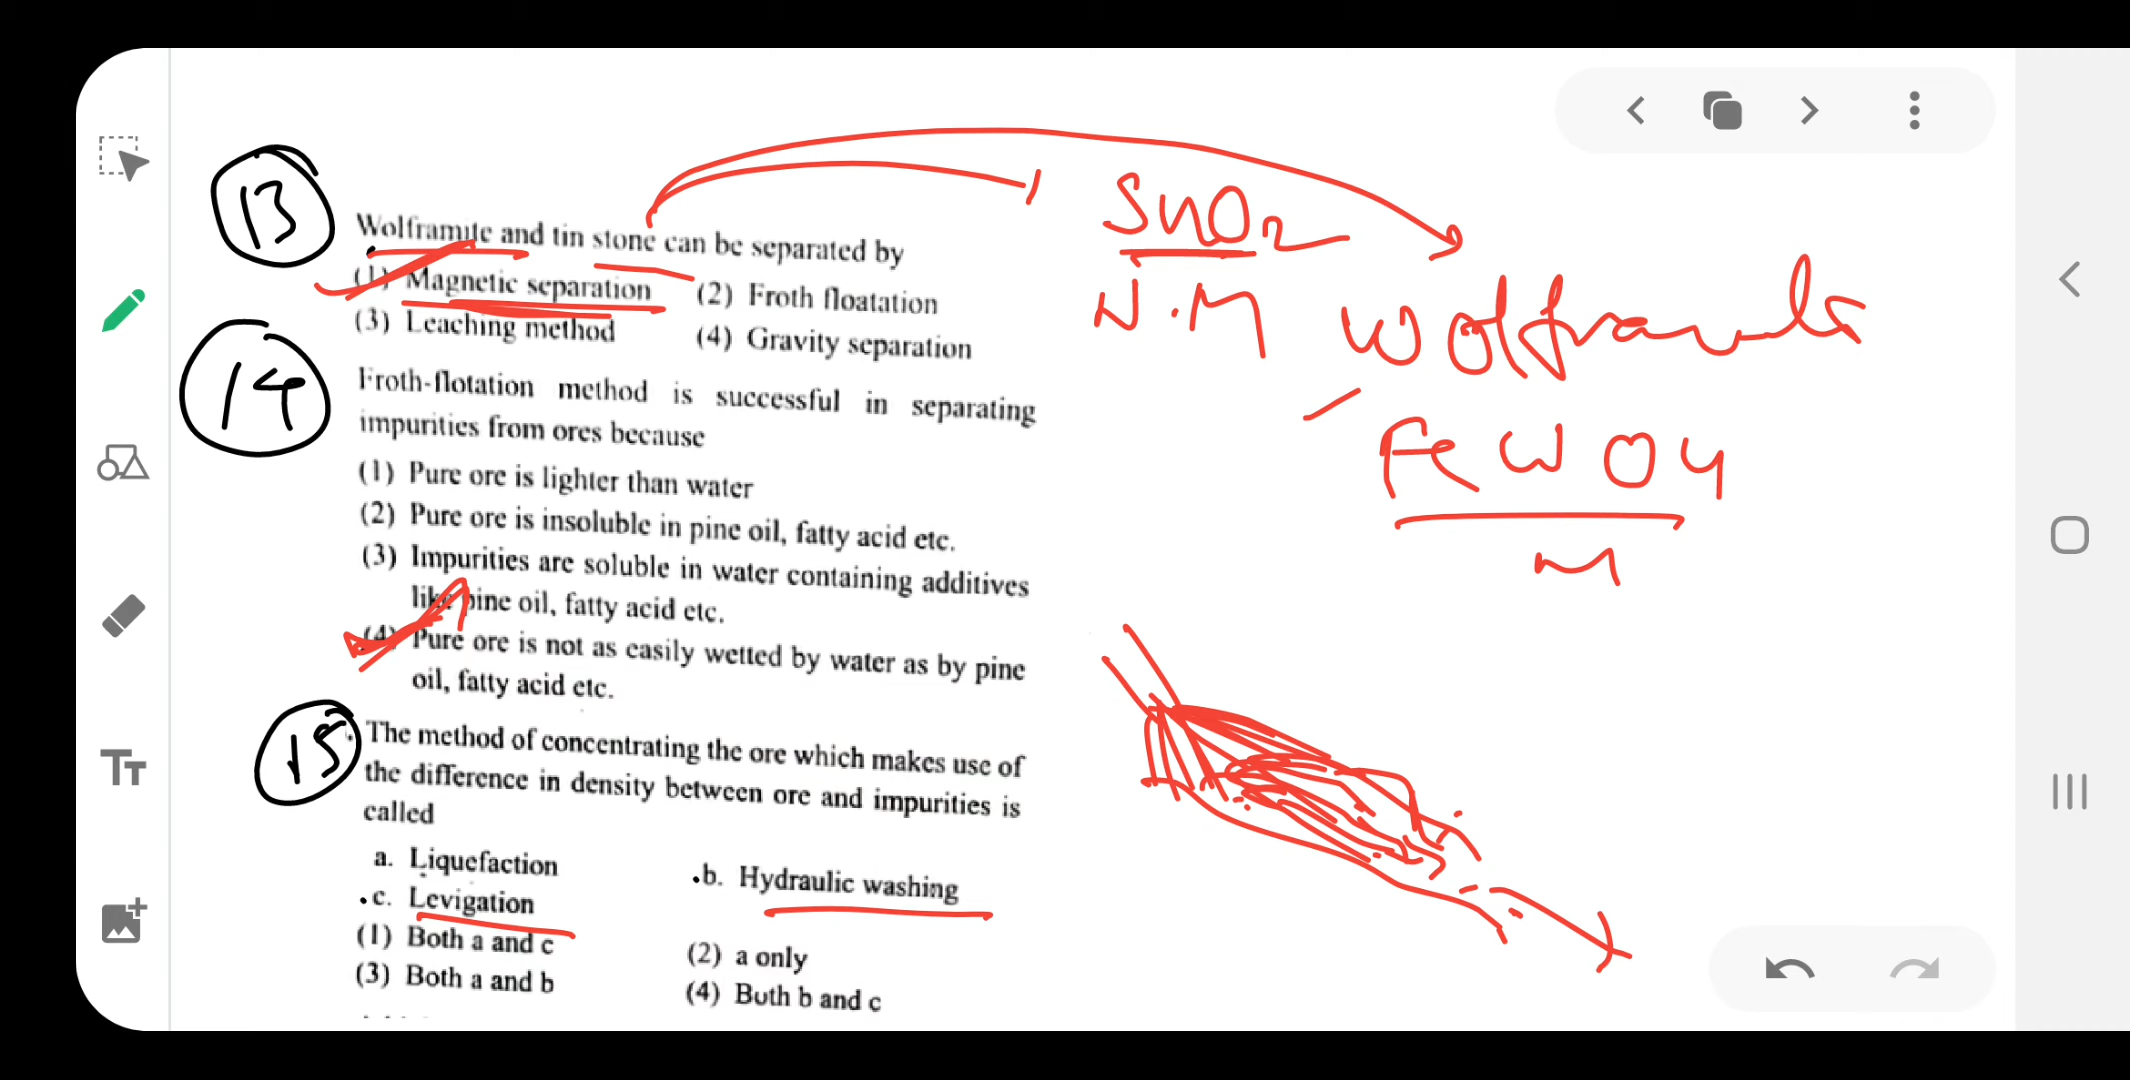 13
Wolframite and tin stone can be separated by
(1) Magnetic separation (2) Froth floatation
(3) Leaching method (4) Gravity separation
SnO2
N.M
Wolframite
FeWO4
M
14
Froth-flotation method is successful in separating
impurities from ores because
(1) Pure ore is lighter than water
(2) Pure ore is insoluble in pine oil, fatty acid etc.
(3) Impurities are soluble in water containing additives
like pine oil, fatty acid etc.
(4) Pure ore is not as easily wetted by water as by pine
oil, fatty acid etc.
15
The method of concentrating the ore which makes use of
the difference in density between ore and impurities is
called
a. Liquefaction .b. Hydraulic washing
.c. Levigation
(1) Both a and c (2) a only
(3) Both a and b (4) Both b and c